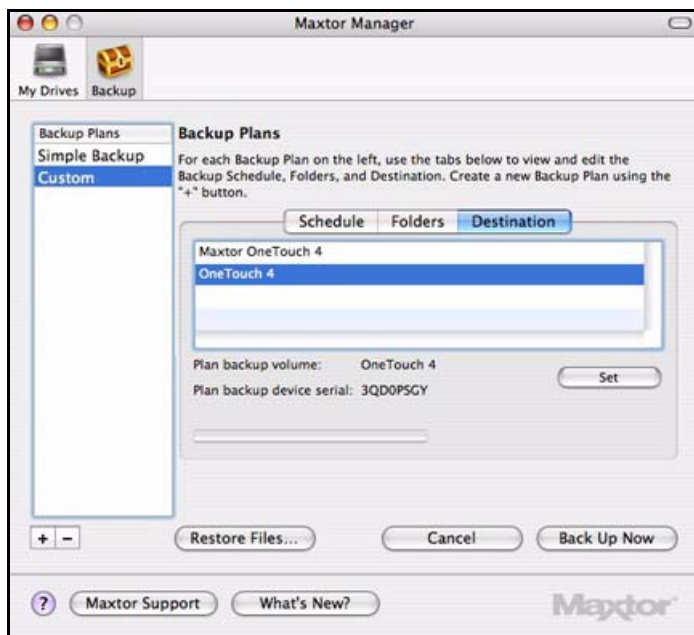 Maxtor Manager
My Drives
Backup
Backup Plans
Simple Backup
Custom
Backup Plans
For each Backup Plan on the left, use the tabs below to view and edit the
Backup Schedule, Folders, and Destination. Create a new Backup Plan using the
"+" button.
Schedule
Folders
Destination
Maxtor OneTouch 4
OneTouch 4
Plan backup volume: OneTouch 4
Plan backup device serial: 3QD0PSGY
Set
+ −
Restore Files...
Cancel
Back Up Now
?
Maxtor Support
What's New?
Maxtor